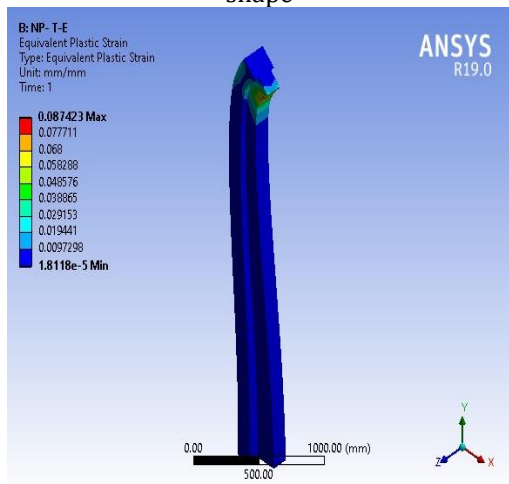 shape
B: NP- T-E
Equivalent Plastic Strain
Type: Equivalent Plastic Strain
Unit: mm/mm
Time: 1
ANSYS
R19.0
0.087423 Max
0.077711
0.068
0.058288
0.048576
0.038865
0.029153
0.019441
0.0097298
1.8118e-5 Min
0.00
1000.00 (mm)
500.00
Y
Z
X